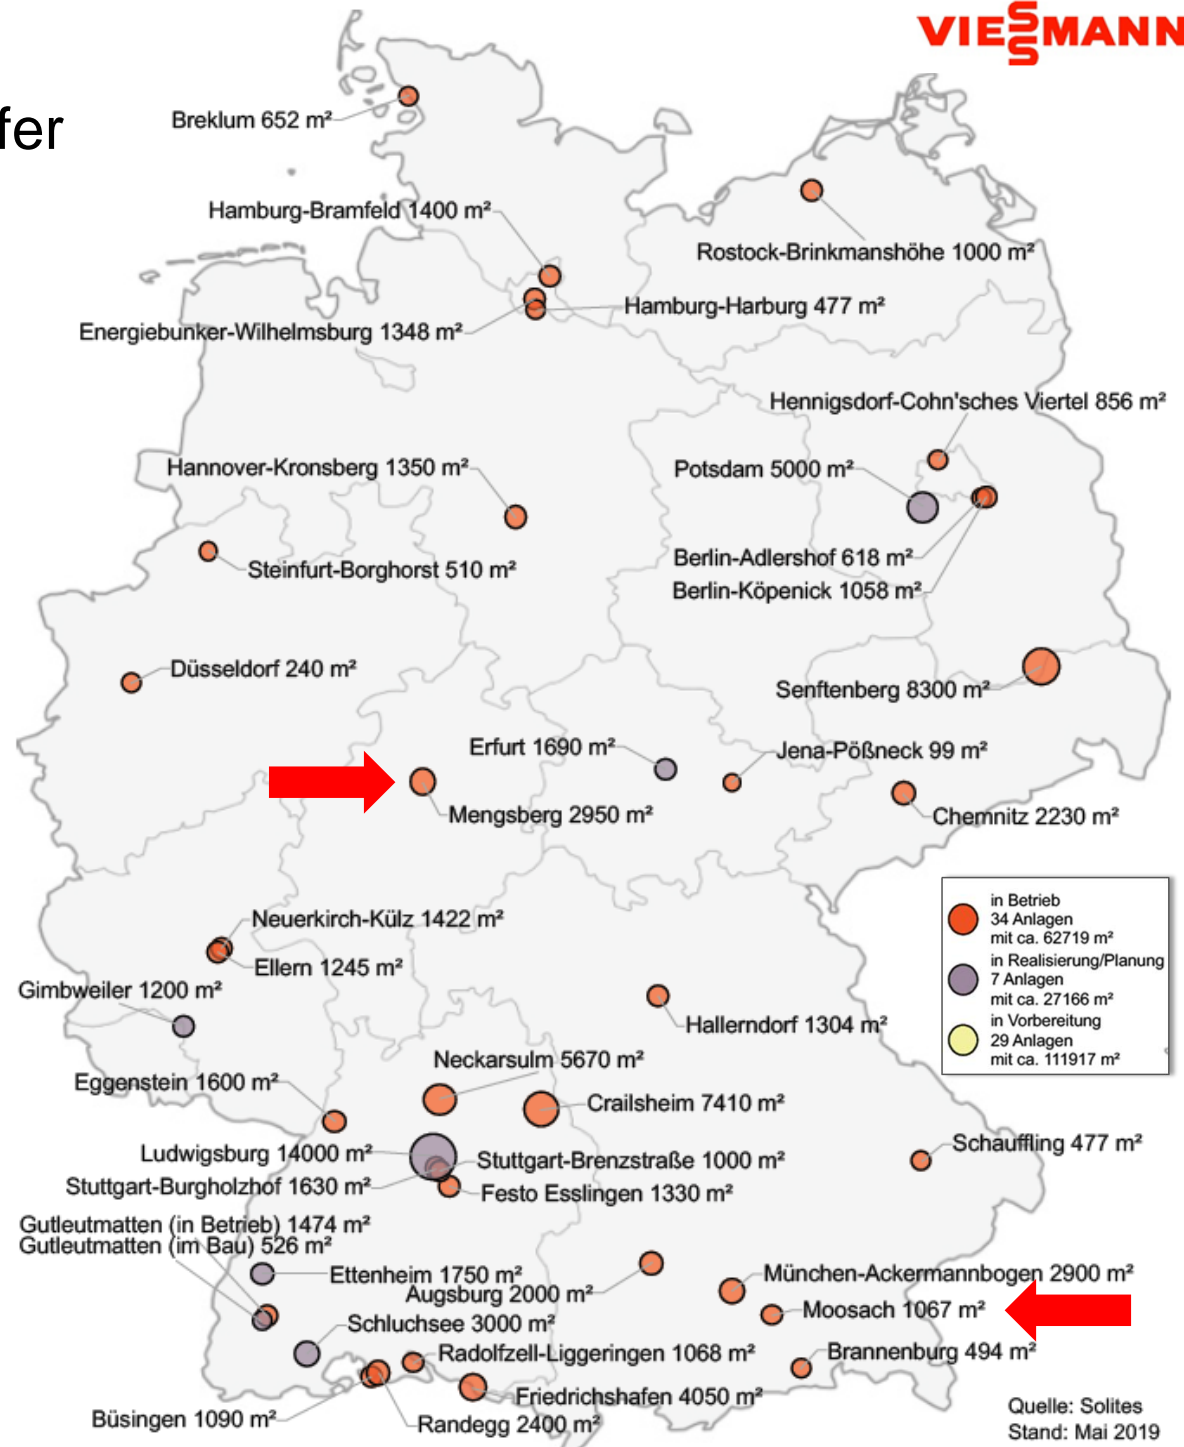 VIESSMANN
fer
Breklum 652 m²
Hamburg-Bramfeld 1400 m²
Rostock-Brinkmanshöhe 1000 m²
Hamburg-Harburg 477 m²
Energiebunker-Wilhelmsburg 1348 m²
Hennigsdorf-Cohn'sches Viertel 856 m²
Hannover-Kronsberg 1350 m²
Potsdam 5000 m²
Berlin-Adlershof 618 m²
Steinfurt-Borghorst 510 m²
Berlin-Köpenick 1058 m²
Düsseldorf 240 m²
Senftenberg 8300 m²
Erfurt 1690 m²
Jena-Pößneck 99 m²
Mengsberg 2950 m²
Chemnitz 2230 m²
in Betrieb
34 Anlagen
mit ca. 62719 m²
in Realisierung/Planung
7 Anlagen
mit ca. 27166 m²
in Vorbereitung
29 Anlagen
mit ca. 111917 m²
Neuerkirch-Külz 1422 m²
Ellern 1245 m²
Gimbweiler 1200 m²
Hallerndorf 1304 m²
Neckarsulm 5670 m²
Eggenstein 1600 m²
Crailsheim 7410 m²
Schauffling 477 m²
Ludwigsburg 14000 m²
Stuttgart-Brenzstraße 1000 m²
Stuttgart-Burgholzhof 1630 m²
Festo Esslingen 1330 m²
Gutleutmatten (in Betrieb) 1474 m²
Gutleutmatten (im Bau) 526 m²
Ettenheim 1750 m²
München-Ackermannbogen 2900 m²
Augsburg 2000 m²
Moosach 1067 m²
Schluchsee 3000 m²
Radolfzell-Liggeringen 1068 m²
Brannenburg 494 m²
Friedrichshafen 4050 m²
Büsingen 1090 m²
Randegg 2400 m²
Quelle: Solites
Stand: Mai 2019